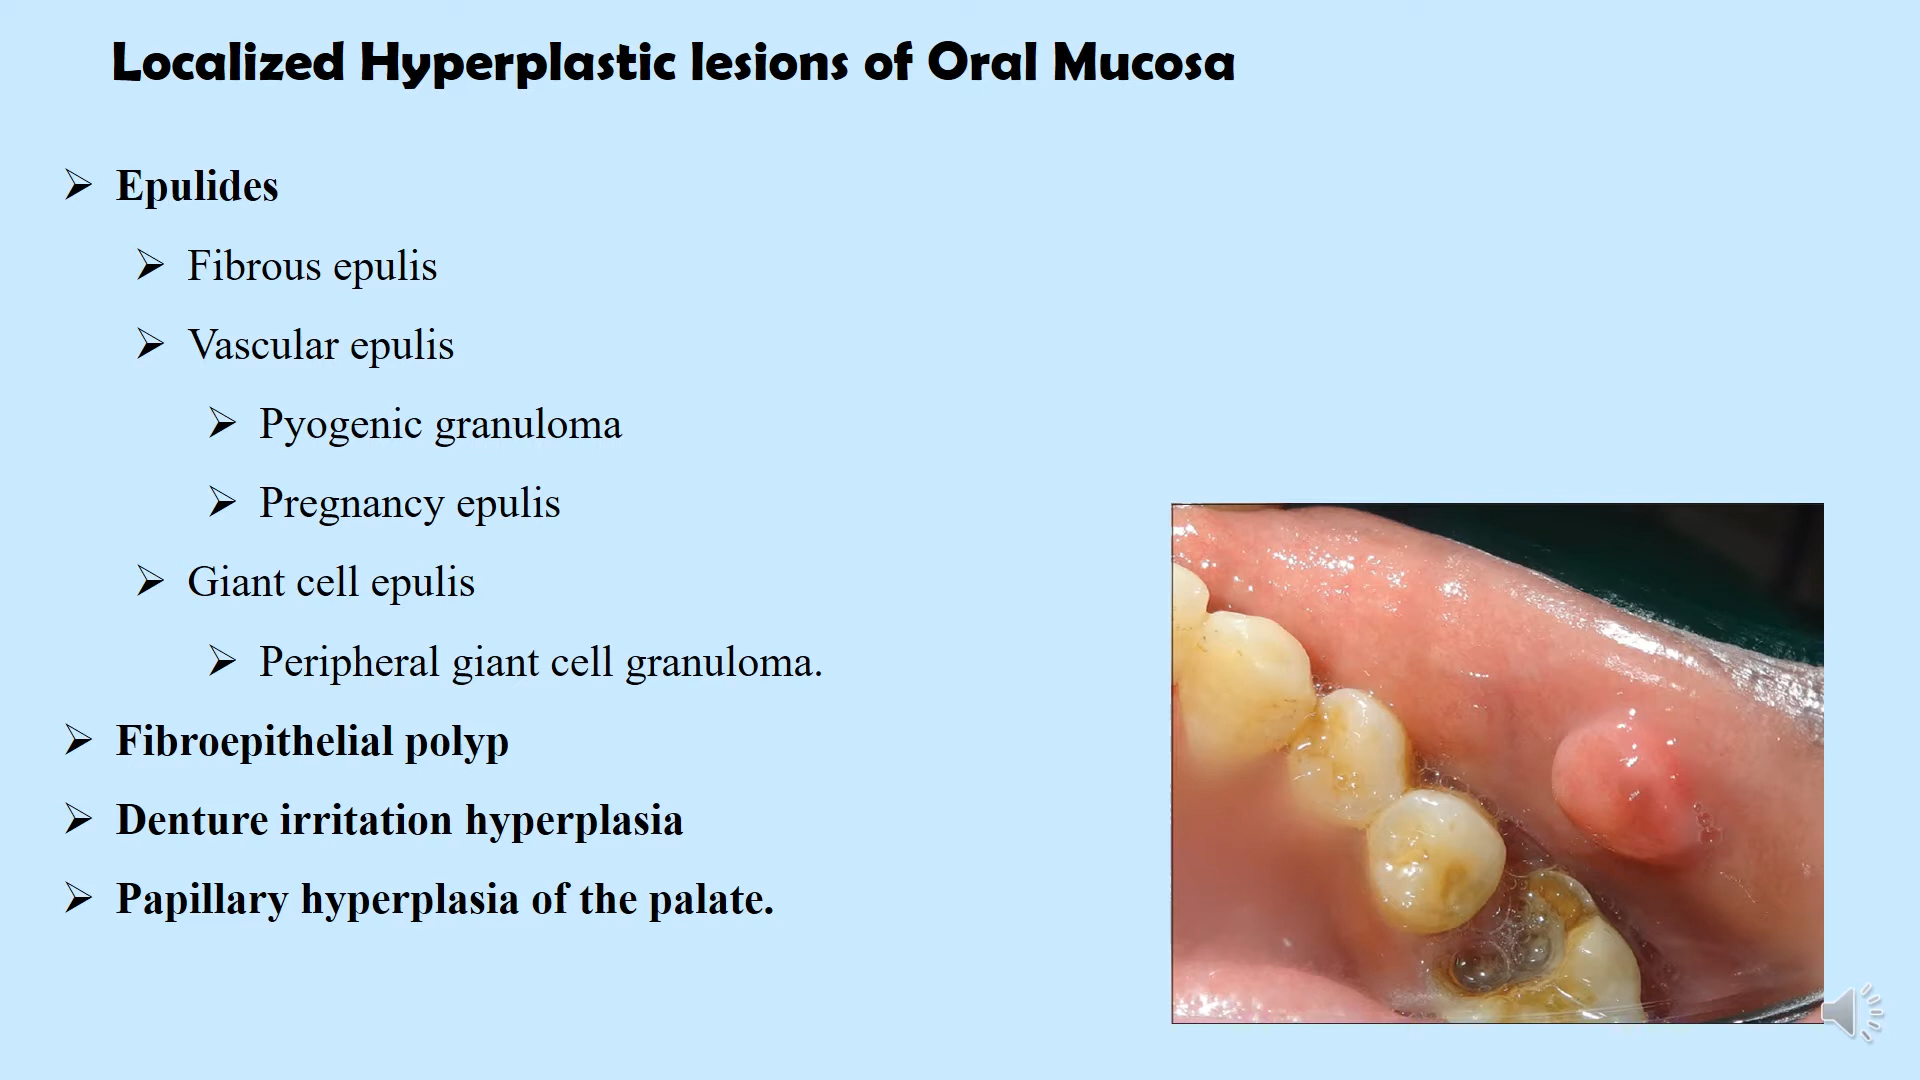 Localized Hyperplastic lesions of Oral Mucosa
Epulides
Fibrous epulis
Vascular epulis
Pyogenic granuloma
Pregnancy epulis
Giant cell epulis
Peripheral giant cell granuloma.
Fibroepithelial polyp
Denture irritation hyperplasia
Papillary hyperplasia of the palate.